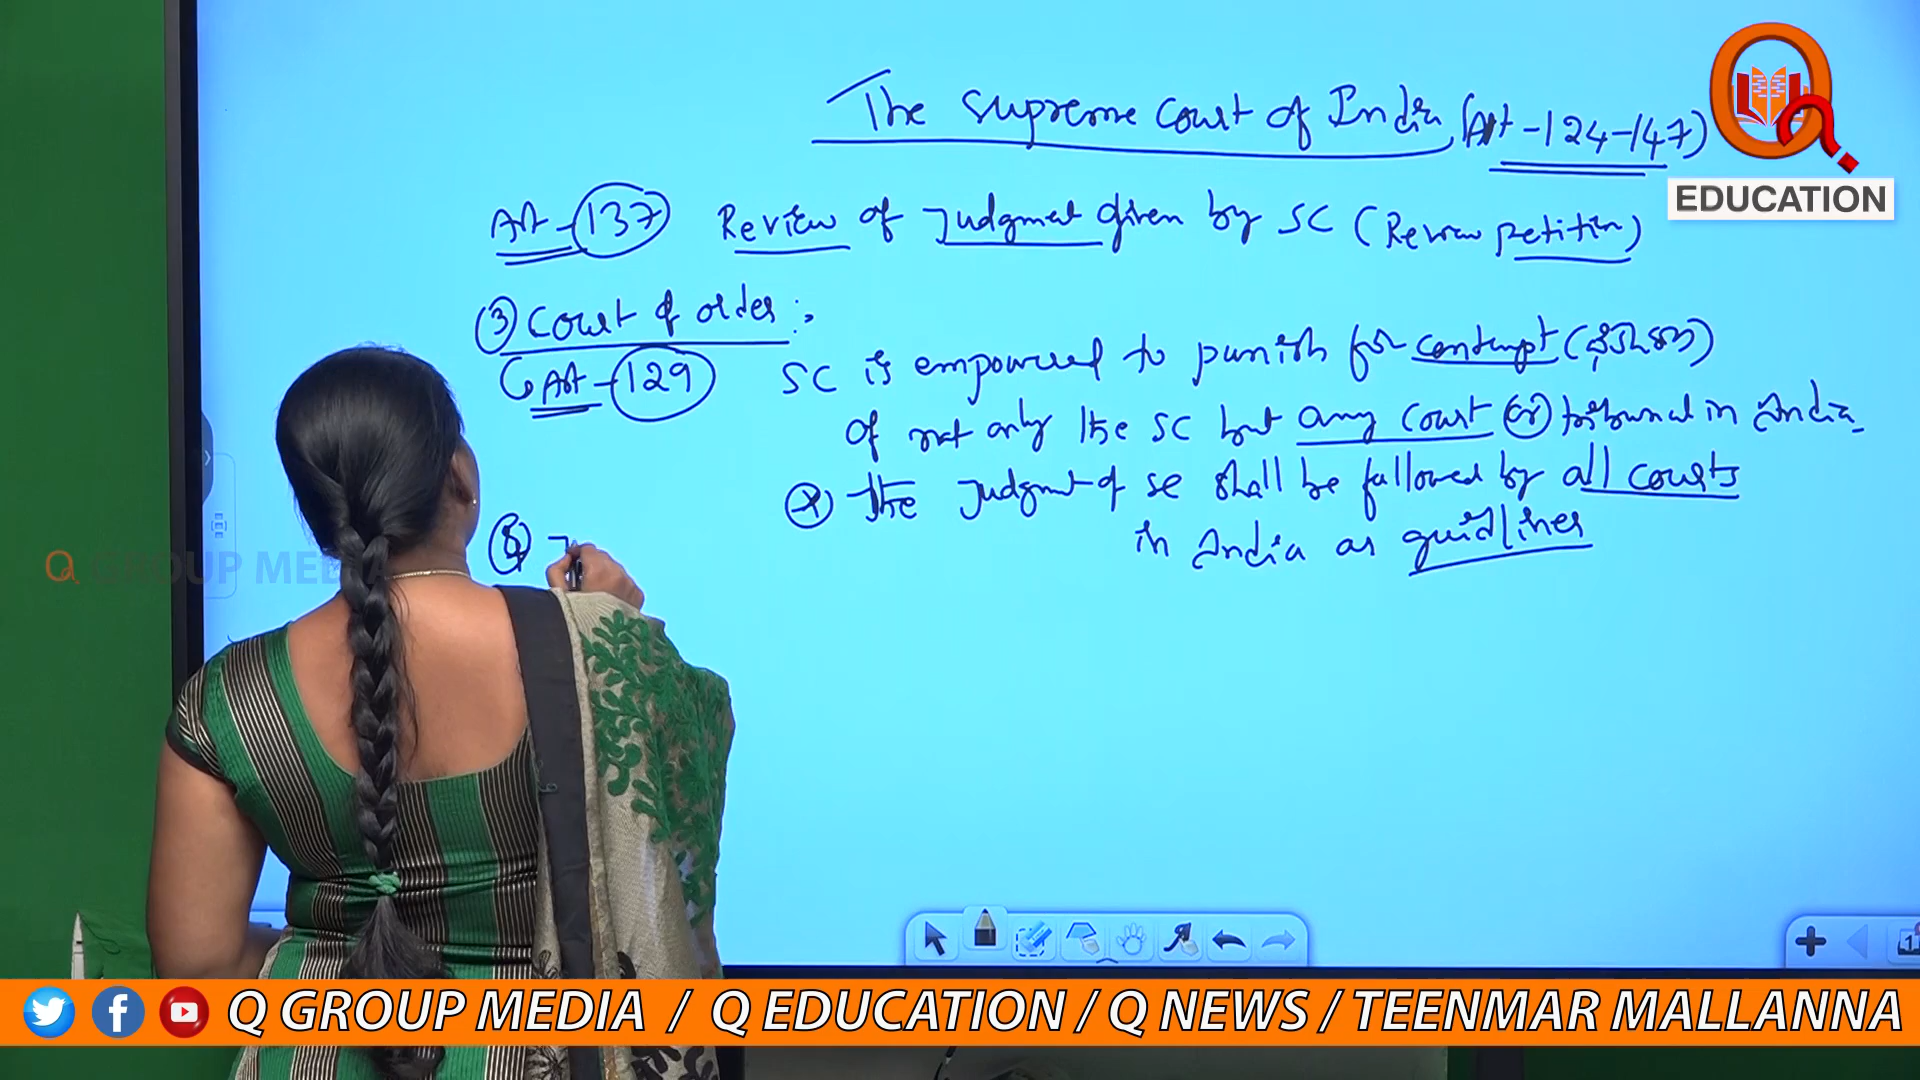 The Supreme Court of India (Art - 124-147)
Art - 137 Review of Judgment given by SC (Review petition)
③ Court of order :-
Art - 129 SC is empowered to punish for contempt
of not only the SC but any court (or) tribunal in India
* The Judgment of SC shall be followed by all courts
in India as guidlines
Q EDUCATION
Q GROUP MEDIA
Q GROUP MEDIA / Q EDUCATION / Q NEWS / TEENMAR MALLANNA